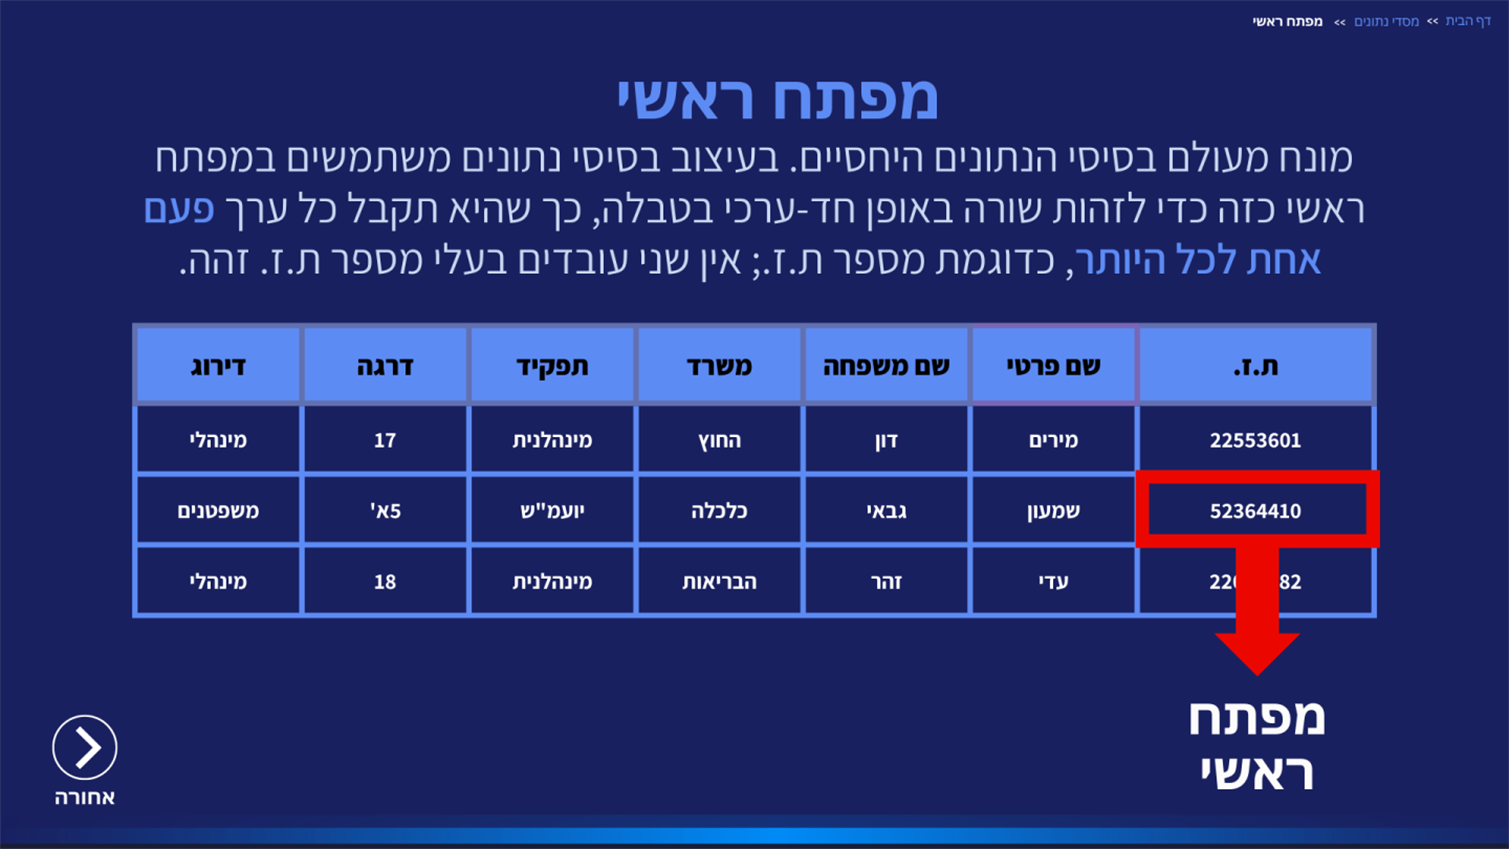 דף הבית >> מסדי נתונים >> מפתח ראשי
מפתח ראשי
מונח מעולם בסיסי הנתונים היחסיים. בעיצוב בסיסי נתונים משתמשים במפתח
ראשי כזה כדי לזהות שורה באופן חד-ערכי בטבלה, כך שהיא תקבל כל ערך פעם
אחת לכל היותר, כדוגמת מספר ת.ז.; אין שני עובדים בעלי מספר ת.ז. זהה.
ת.ז. שם פרטי שם משפחה משרד תפקיד דרגה דירוג
22553601 מירים דון החוץ מינהלנית 17 מינהלי
52364410 שמעון גבאי כלכלה יועמ"ש 5א' משפטנים
עדי זהר הבריאות מינהלנית 18 מינהלי
מפתח
ראשי
אחורה